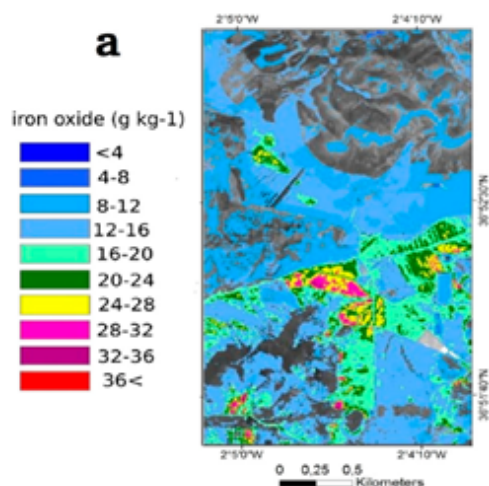 a
iron oxide (g kg-1)
<4
4-8
8-12
12-16
16-20
20-24
24-28
28-32
32-36
36<
2°5'0"W
2°4'10"W
36°52'30"N
36°51'40"N
2°5'0"W
2°4'10"W
0 0,25 0,5
Kilometers